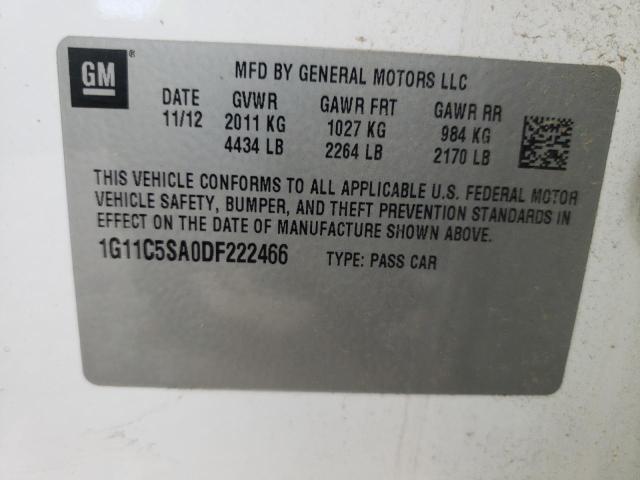 GM® MFD BY GENERAL MOTORS LLC
DATE GVWR GAWR FRT GAWR RR
11/12 2011 KG 1027 KG 984 KG
4434 LB 2264 LB 2170 LB
THIS VEHICLE CONFORMS TO ALL APPLICABLE U.S. FEDERAL MOTOR
VEHICLE SAFETY, BUMPER, AND THEFT PREVENTION STANDARDS IN
EFFECT ON THE DATE OF MANUFACTURE SHOWN ABOVE.
1G11C5SA0DF222466 TYPE: PASS CAR